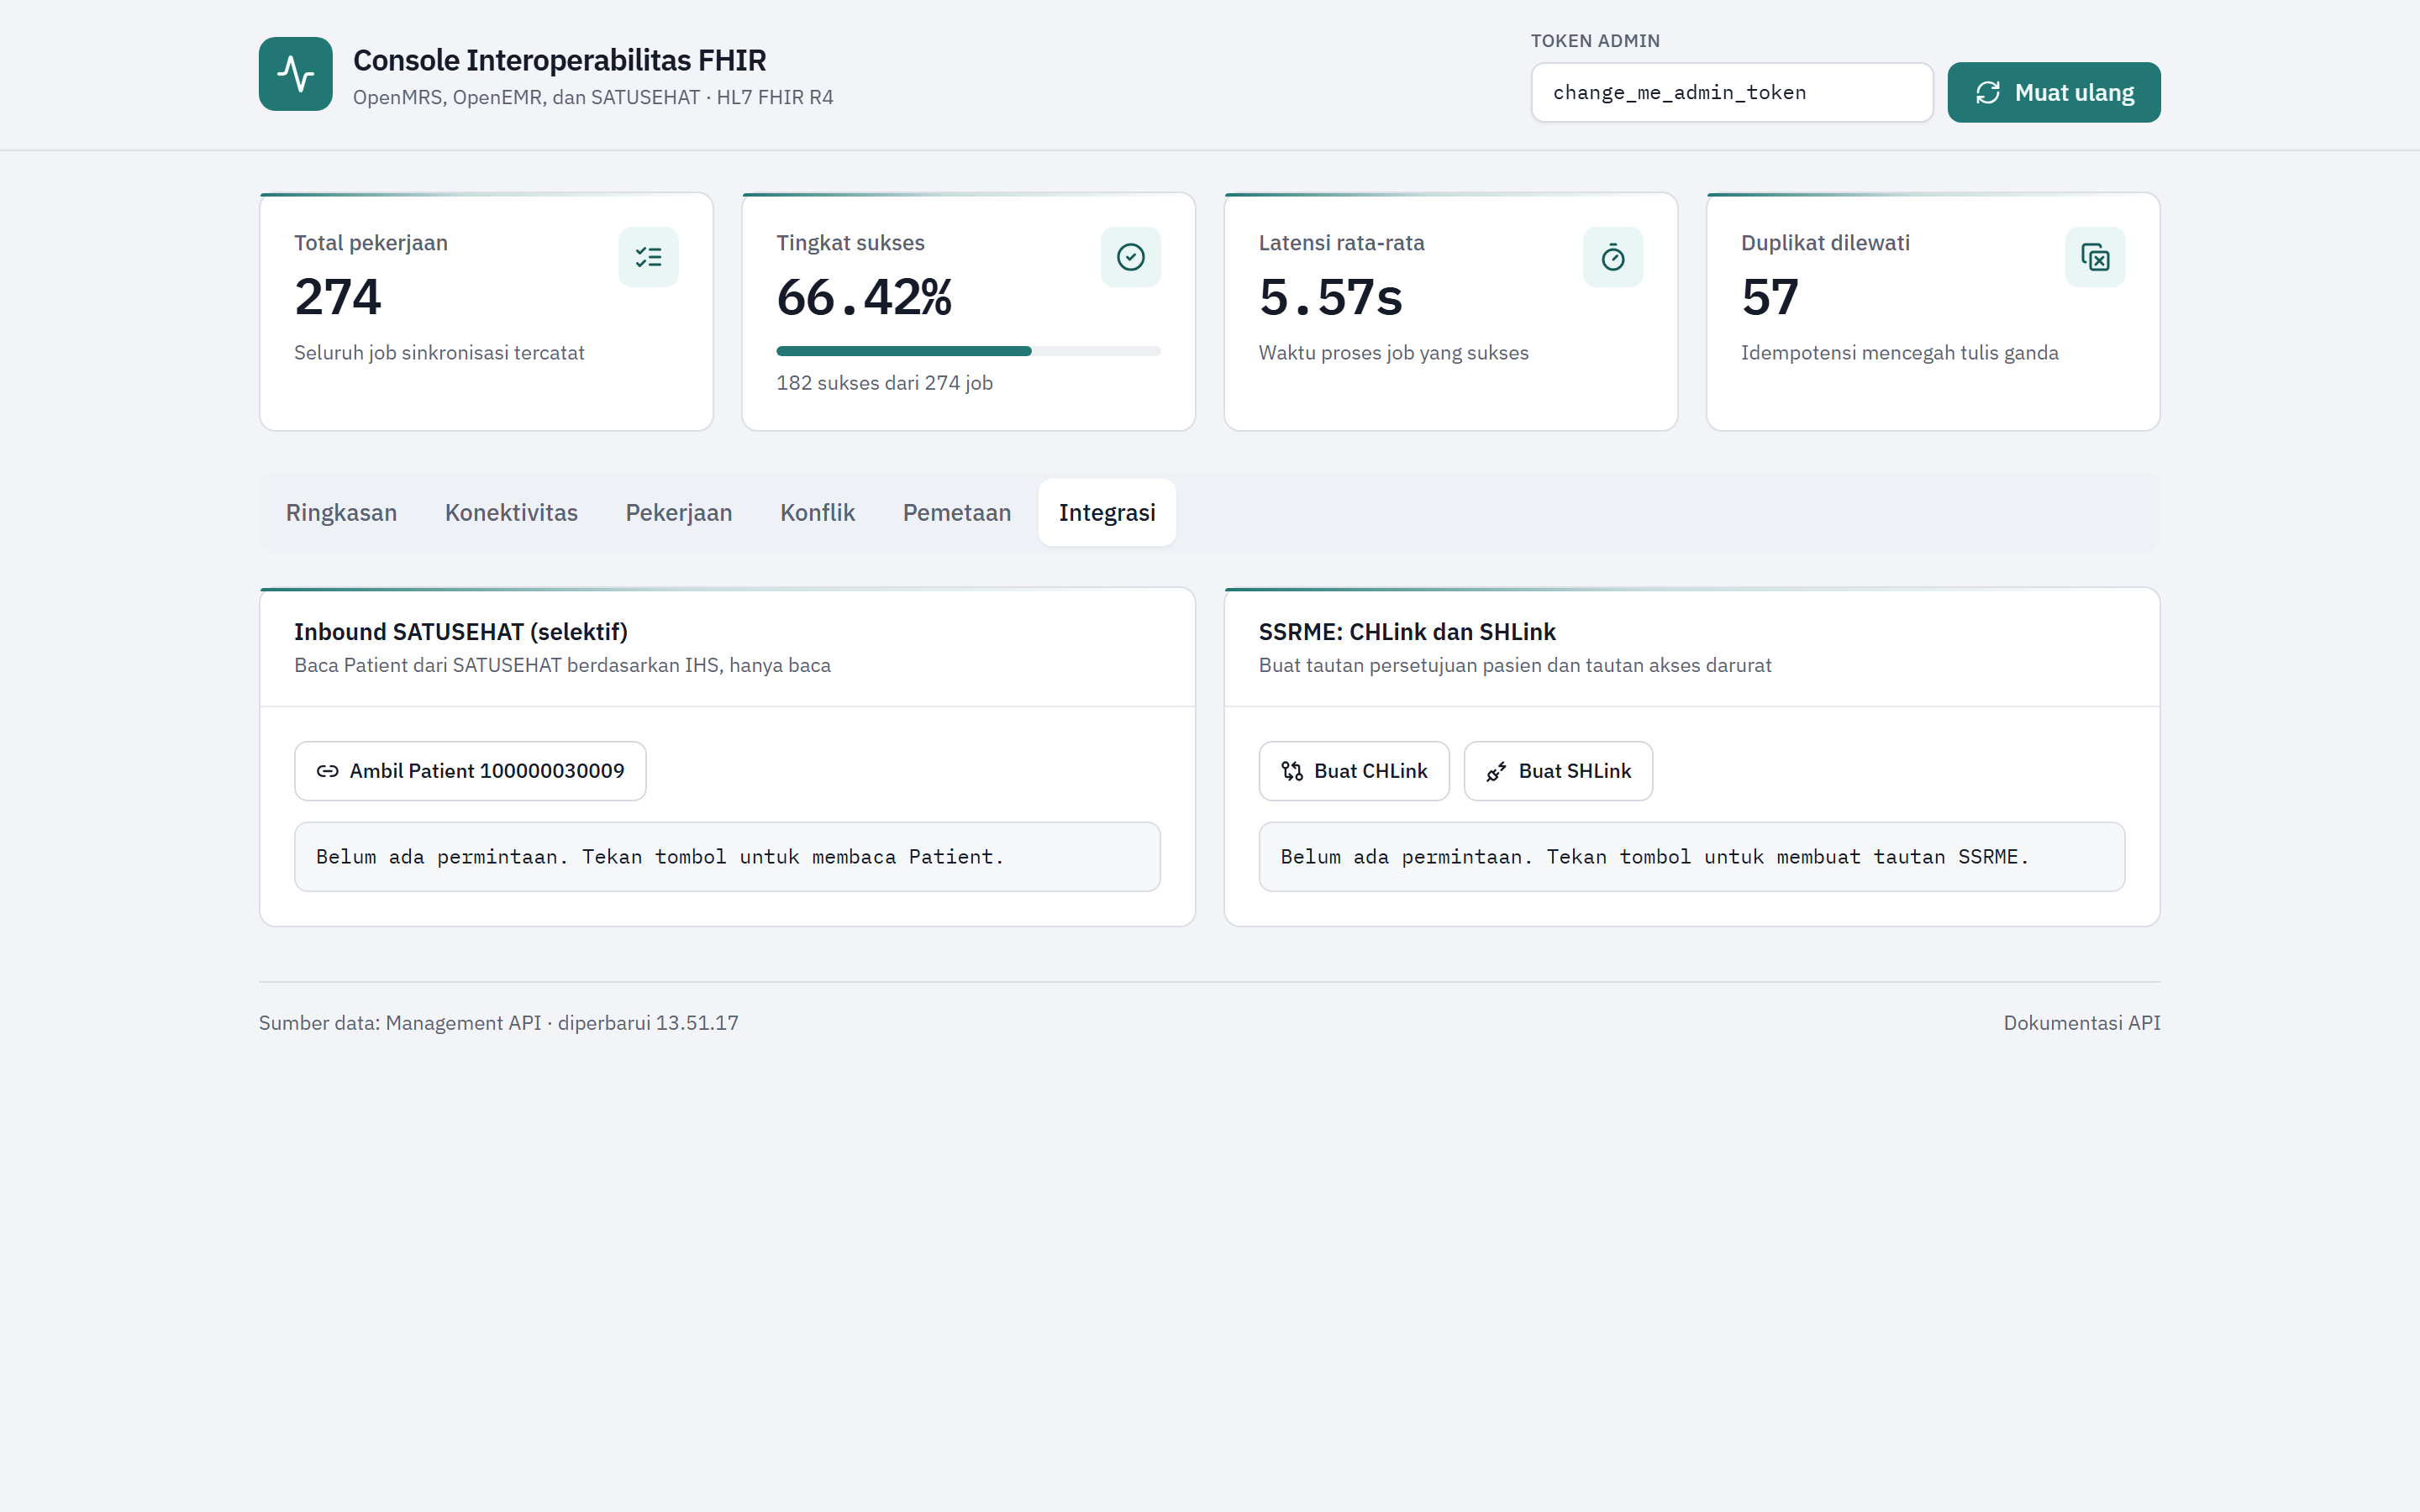 Console Interoperabilitas FHIR
OpenMRS, OpenEMR, dan SATUSEHAT · HL7 FHIR R4
TOKEN ADMIN
change_me_admin_token
Muat ulang
Total pekerjaan
274
Seluruh job sinkronisasi tercatat
Tingkat sukses
66.42%
182 sukses dari 274 job
Latensi rata-rata
5.57s
Waktu proses job yang sukses
Duplikat dilewati
57
Idempotensi mencegah tulis ganda
Ringkasan Konektivitas Pekerjaan Konflik Pemetaan Integrasi
Inbound SATUSEHAT (selektif)
Baca Patient dari SATUSEHAT berdasarkan IHS, hanya baca
Ambil Patient 100000030009
Belum ada permintaan. Tekan tombol untuk membaca Patient.
SSRME: CHLink dan SHLink
Buat tautan persetujuan pasien dan tautan akses darurat
Buat CHLink Buat SHLink
Belum ada permintaan. Tekan tombol untuk membuat tautan SSRME.
Sumber data: Management API · diperbarui 13.51.17
Dokumentasi API